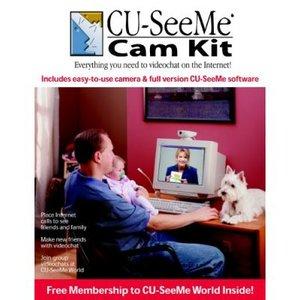 CU-SeeMe®
Cam Kit
Everything you need to videochat on the Internet!
Includes easy-to-use camera & full version CU-SeeMe software
Place Internet
calls to see
friends and family
Make new friends
with videochat
Join group
videochats at
CU-SeeMe World
Free Membership to CU-SeeMe World Inside!